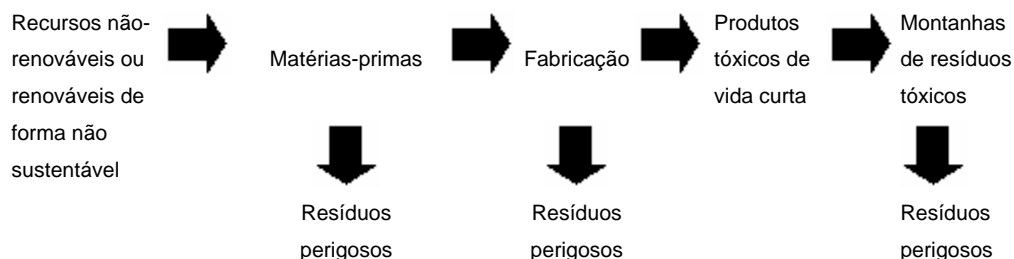 Recursos não-
renováveis ou
renováveis de
forma não
sustentável
Matérias-primas
Fabricação
Produtos
tóxicos de
vida curta
Montanhas
de resíduos
tóxicos
Resíduos
perigosos
Resíduos
perigosos
Resíduos
perigosos